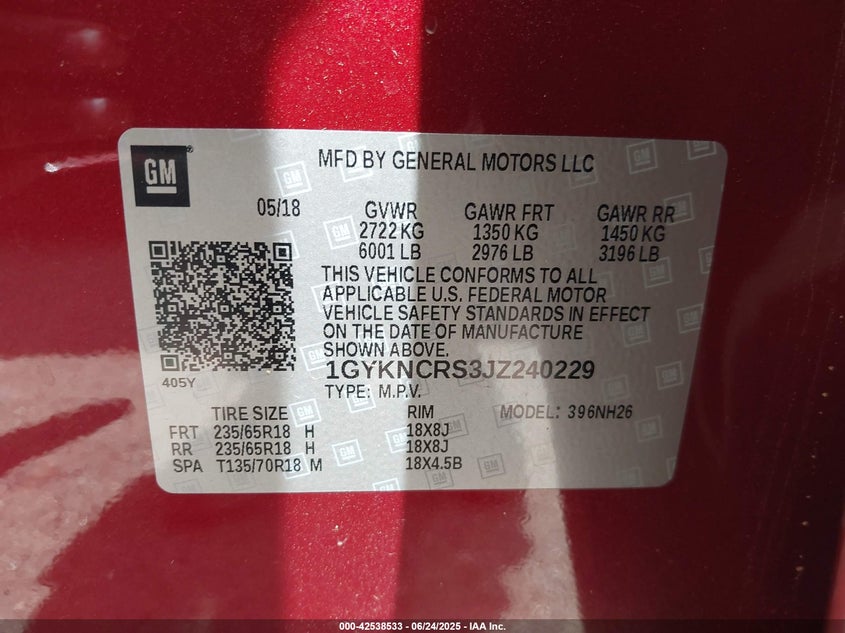 GM
MFD BY GENERAL MOTORS LLC
05/18 GVWR GAWR FRT GAWR RR
2722 KG 1350 KG 1450 KG
6001 LB 2976 LB 3196 LB
THIS VEHICLE CONFORMS TO ALL
APPLICABLE U.S. FEDERAL MOTOR
VEHICLE SAFETY STANDARDS IN EFFECT
ON THE DATE OF MANUFACTURE
SHOWN ABOVE.
1GYKNCRS3JZ240229
405Y
TYPE: M.P.V.
TIRE SIZE RIM MODEL: 396NH26
FRT 235/65R18 H 18X8J
RR 235/65R18 H 18X8J
SPA T135/70R18 M 18X4.5B
000-42538533 - 06/24/2025 - IAA Inc.